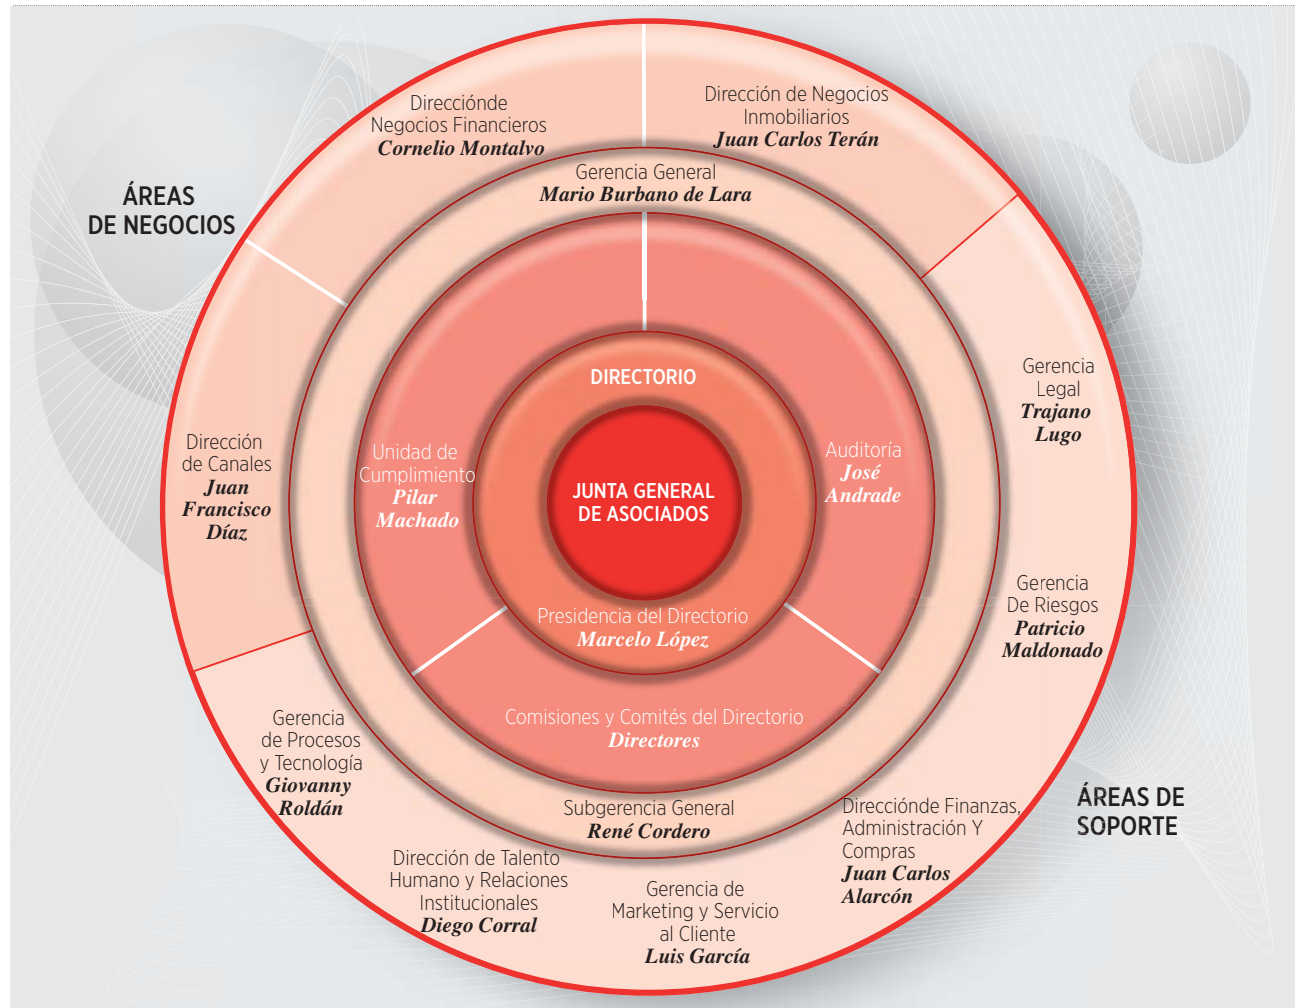 Direcciónde
Negocios Financieros
Cornelio Montalvo
Dirección de Negocios
Inmobiliarios
Juan Carlos Terán
Gerencia General
Mario Burbano de Lara
ÁREAS
DE NEGOCIOS
DIRECTORIO
Gerencia
Legal
Trajano
Lugo
Dirección
de Canales
Juan
Francisco
Díaz
Unidad de
Cumplimiento
Pilar
Machado
JUNTA GENERAL
DE ASOCIADOS
Auditoría
José
Andrade
Presidencia del Directorio
Marcelo López
Gerencia
De Riesgos
Patricio
Maldonado
Comisiones y Comités del Directorio
Directores
Gerencia
de Procesos
y Tecnología
Giovanny
Roldán
Subgerencia General
René Cordero
Direcciónde Finanzas,
Administración Y
Compras
Juan Carlos
Alarcón
ÁREAS DE
SOPORTE
Dirección de Talento
Humano y Relaciones
Institucionales
Diego Corral
Gerencia de
Marketing y Servicio
al Cliente
Luis García